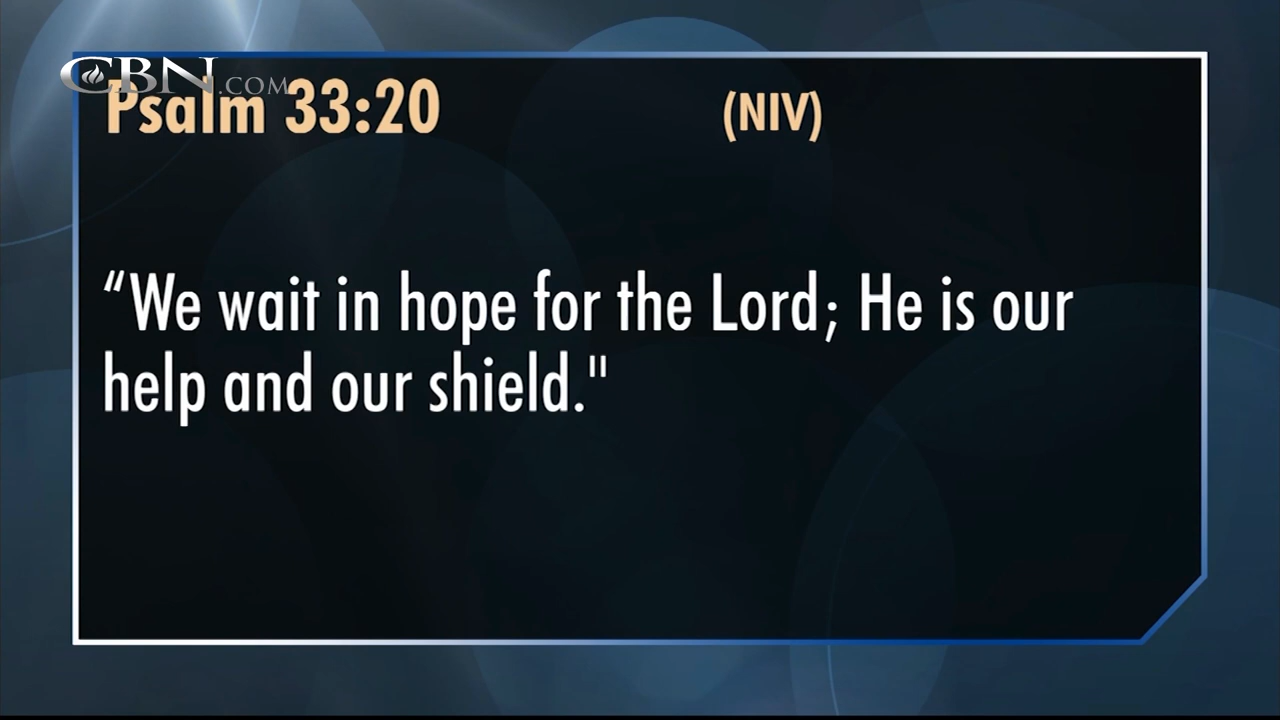 CBN.COM
Psalm 33:20 (NIV)
“We wait in hope for the Lord; He is our
help and our shield."